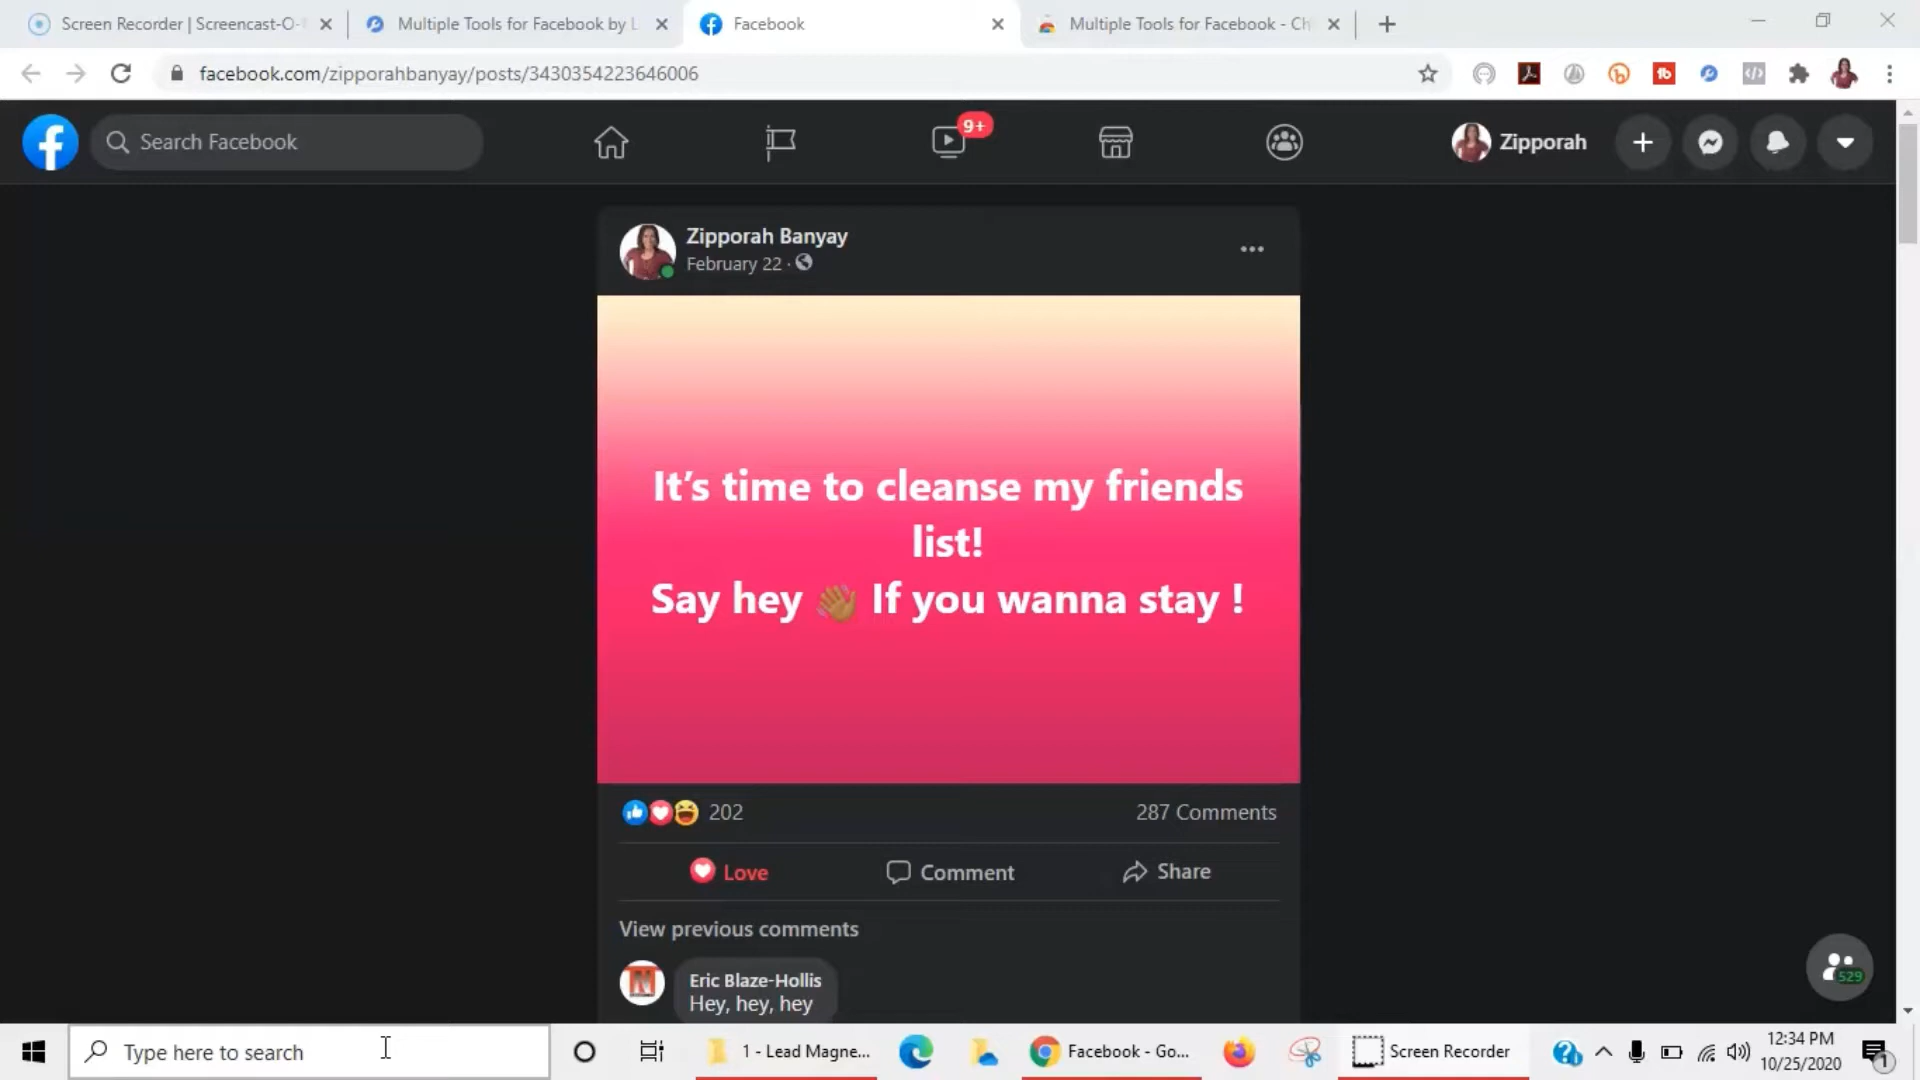 Screen Recorder | Screencast-O-
Multiple Tools for Facebook by L
Facebook
Multiple Tools for Facebook - Ch
facebook.com/zipporahbanyay/posts/3430354223646006
Search Facebook
9+
Zipporah
Zipporah Banyay
February 22 ·
It's time to cleanse my friends
list!
Say hey 👋🏾 If you wanna stay !
202
287 Comments
Love
Comment
Share
View previous comments
Eric Blaze-Hollis
Hey, hey, hey
529
Type here to search
1 - Lead Magne...
Facebook - Go...
Screen Recorder
12:34 PM
10/25/2020
1